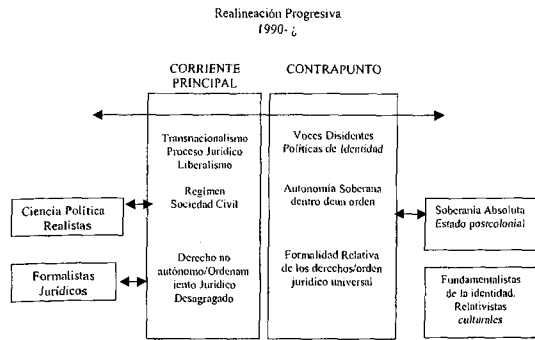 Realineación Progresiva
1990- ¿
CORRIENTE
PRINCIPAL
CONTRAPUNTO
Transnacionalismo
Proceso Jurídico
Liberalismo
Voces Disidentes
Políticas de Identidad
Regimen
Sociedad Civil
Autonomía Soberana
dentro deun orden
Ciencia Política
Realistas
Soberanía Absoluta
Estado postcolonial
Derecho no
autónomo/Ordenam
iento Jurídico
Desagragado
Formalidad Relativa
de los derechos/orden
jurídico universal
Formalistas
Jurídicos
Fundamentalistas
de la identidad.
Relativistas
culturales